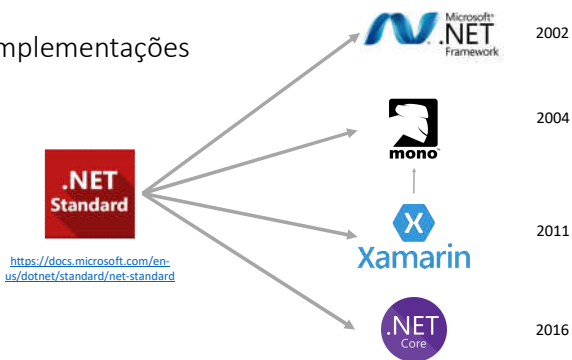 mplementações
Microsoft®
.NET
Framework
2002
mono™
2004
.NET
Standard
https://docs.microsoft.com/en-
us/dotnet/standard/net-standard
X
Xamarin
2011
.NET
Core
2016